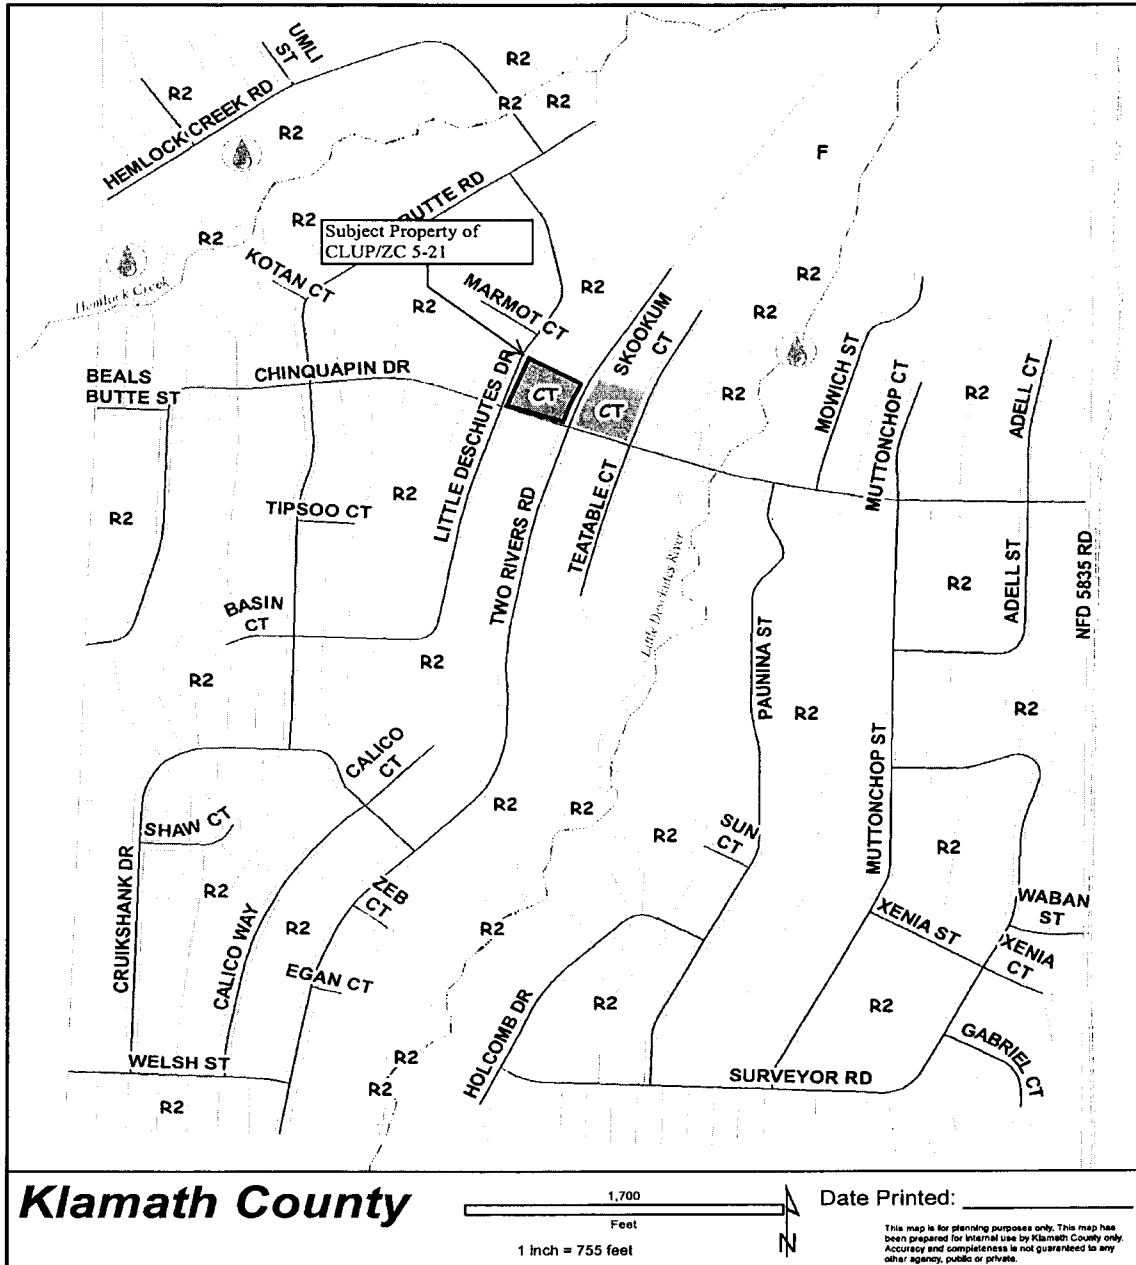 UMLI
ST
R2
R2
HEMLOCK CREEK RD
R2
R2
R2
R2
F
BUTTE RD
R2
R2
Subject Property of
CLUP/ZC 5-21
KOTAN CT
Hemlock Creek
R2
MARMOT CT
R2
SKOOKUM
CT
R2
R2
MOWICH ST
BEALS
BUTTE ST
CHINQUAPIN DR
LITTLE DESCHUTES DR
CT
CT
R2
MUTTONCHOP CT
R2
ADELL CT
R2
TIPSOO CT
R2
TWO RIVERS RD
TEATABLE CT
Little Deschutes River
BASIN
CT
R2
ADELL ST
NFD 5835 RD
R2
R2
PAUNINA ST
R2
R2
CALICO
CT
MUTTONCHOP ST
SHAW CT
R2
R2
R2
SUN
CT
R2
CRUIKSHANK DR
R2
ZEB
CT
CALICO WAY
R2
R2
XENIA ST
WABAN
ST
XENIA
CT
EGAN CT
HOLCOMB DR
R2
R2
GABRIEL CT
WELSH ST
R2
R2
SURVEYOR RD
R2
Klamath County
1,700
Feet
1 inch = 755 feet
N
Date Printed:
This map is for planning purposes only. This map has
been prepared for internal use by Klamath County only.
Accuracy and completeness is not guaranteed to any
other agency, public or private.